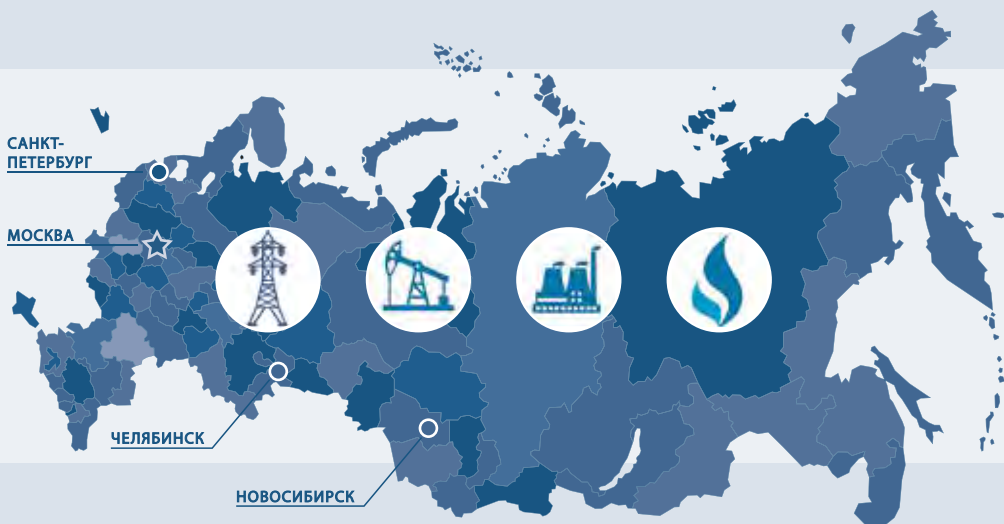 САНКТ-
ПЕТЕРБУРГ
МОСКВА
ЧЕЛЯБИНСК
НОВОСИБИРСК